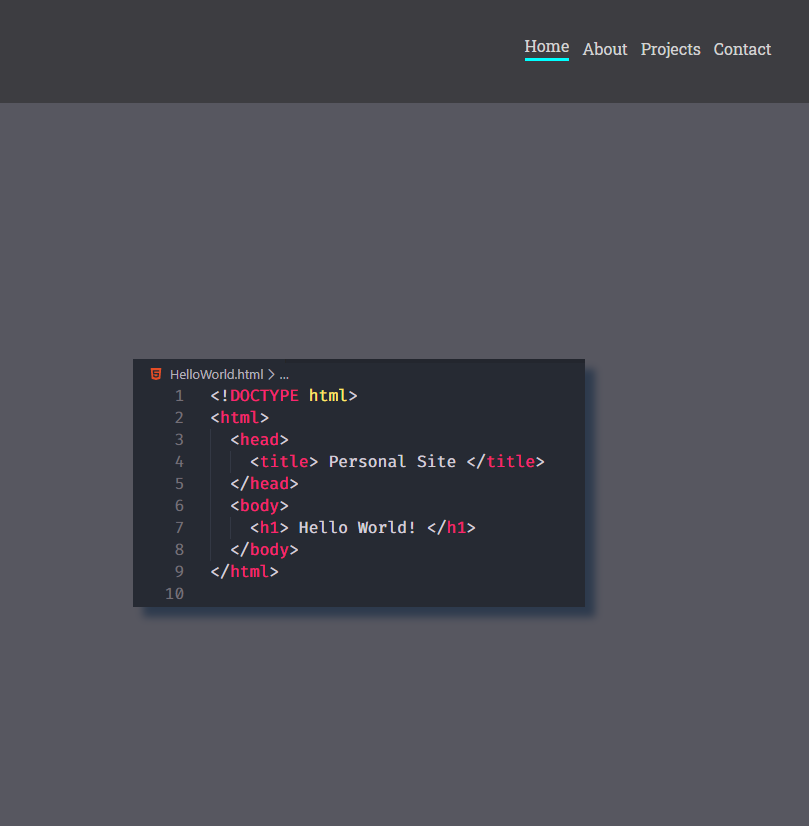 Home About Projects Contact
HelloWorld.html > ...
1 <!DOCTYPE html>
2 <html>
3   <head>
4     <title> Personal Site </title>
5   </head>
6   <body>
7     <h1> Hello World! </h1>
8   </body>
9 </html>
10